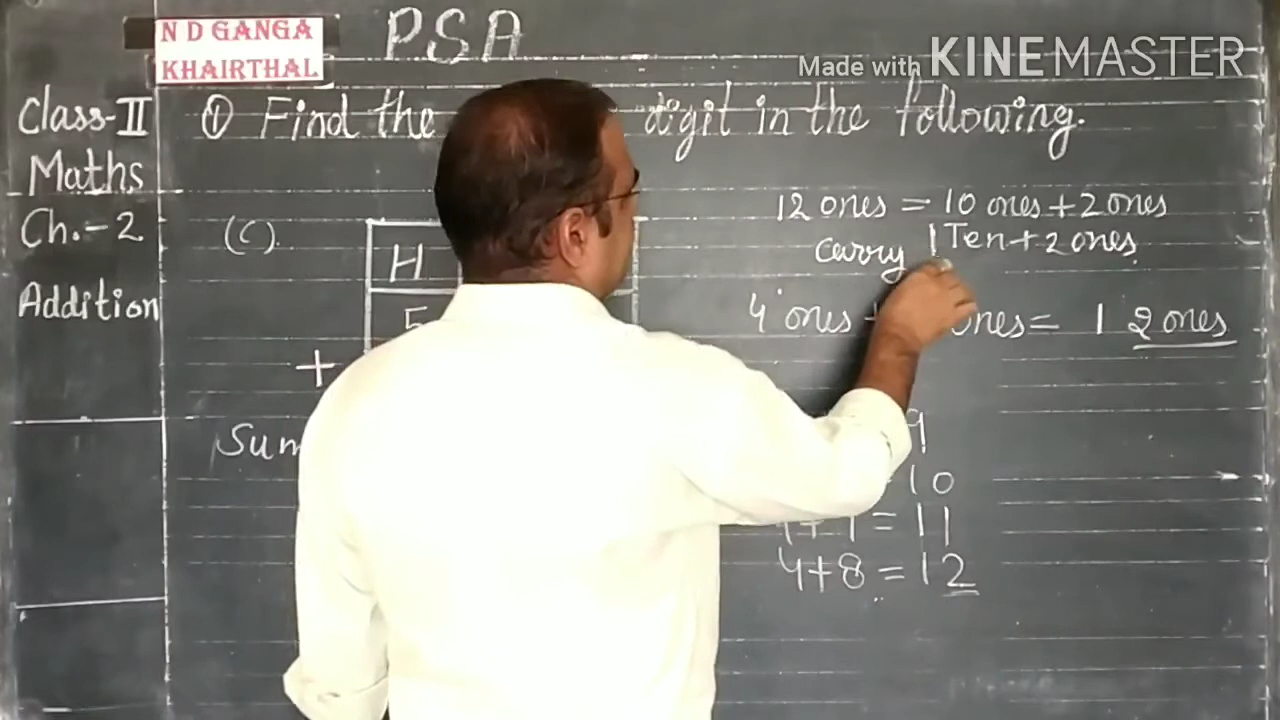 N D GANGA
KHAIRTHAL
PSA
Made with KINEMASTER
Class-II
Maths
Ch.-2
Addition
① Find the digit in the following.
(C).
H
5
+
Sum
12 ones = 10 ones + 2 ones
carry 1 Ten + 2 ones
4 ones + ones = 1 2 ones
9
10
= 11
4+8 = 12